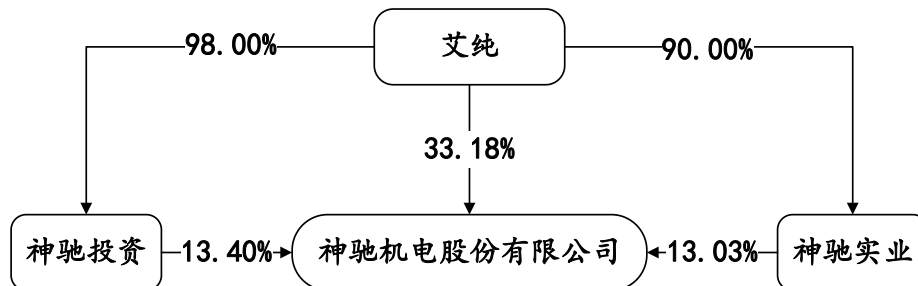 艾纯
98.00%
90.00%
33.18%
神驰投资
13.40%
神驰机电股份有限公司
13.03%
神驰实业